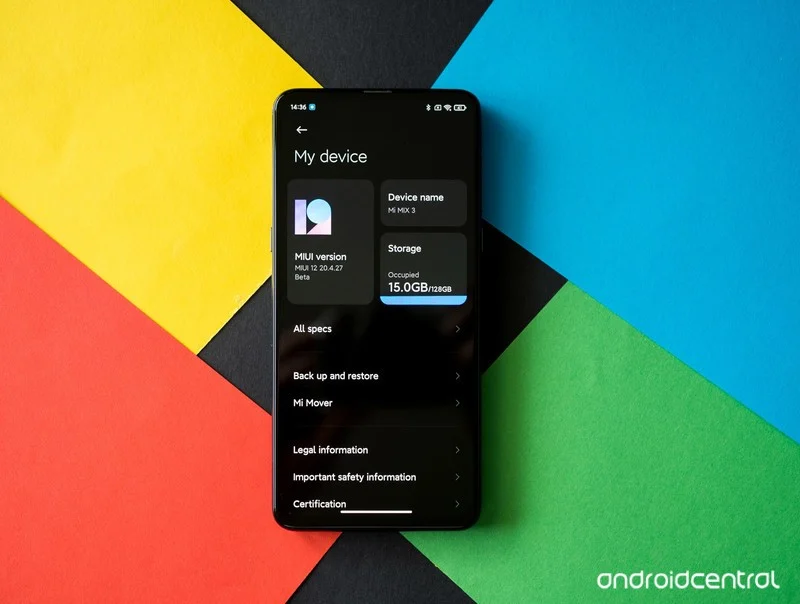 14:36
My device
MIUI version
MIUI 12 20.4.27
Beta
Device name
Mi MIX 3
Storage
Occupied
15.0GB/128GB
All specs
Back up and restore
Mi Mover
Legal information
Important safety information
Certification
androidcentral